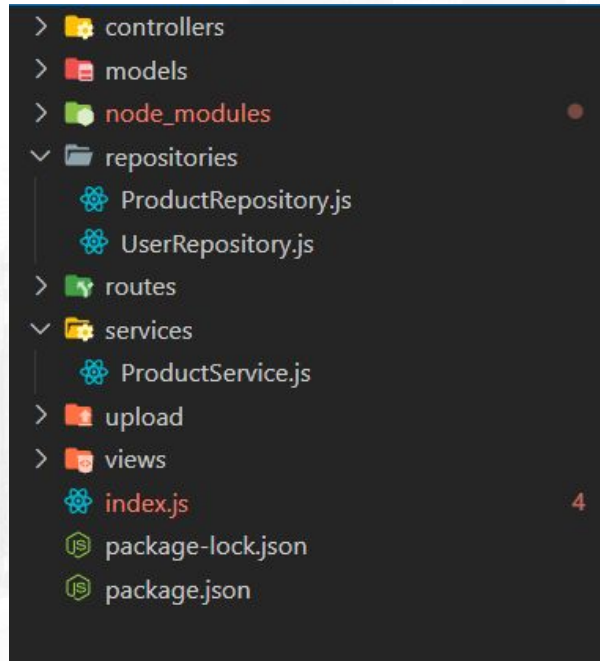 controllers
models
node_modules
repositories
ProductRepository.js
UserRepository.js
routes
services
ProductService.js
upload
views
index.js 4
package-lock.json
package.json